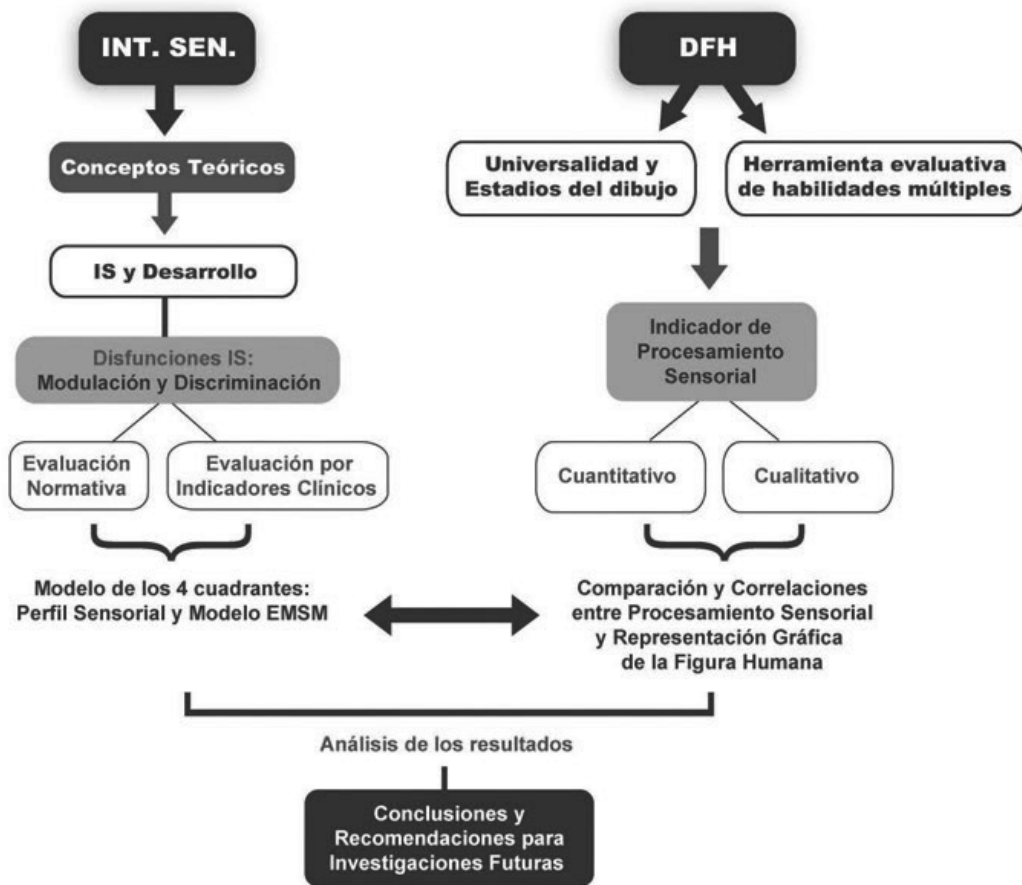 INT. SEN.
Conceptos Teóricos
IS y Desarrollo
Disfunciones IS:
Modulación y Discriminación
Evaluación
Normativa
Evaluación por
Indicadores Clínicos
Modelo de los 4 cuadrantes:
Perfil Sensorial y Modelo EMSM
DFH
Universalidad y
Estadios del dibujo
Herramienta evaluativa
de habilidades múltiples
Indicador de
Procesamiento
Sensorial
Cuantitativo
Cualitativo
Comparación y Correlaciones
entre Procesamiento Sensorial
y Representación Gráfica
de la Figura Humana
Análisis de los resultados
Conclusiones y
Recomendaciones para
Investigaciones Futuras